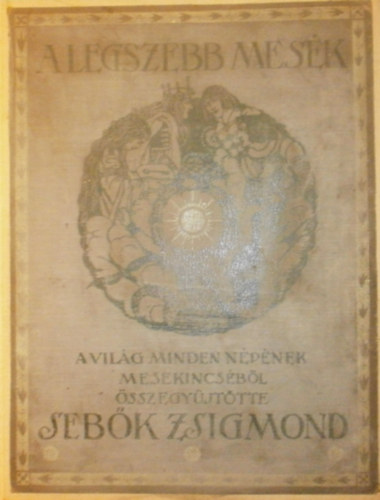 A LEGSZEBB MESÉK
A VILÁG MINDEN NÉPÉNEK
MESEKINCSÉBŐL
ÖSSZEGYŰJTÖTTE
SEBŐK ZSIGMOND